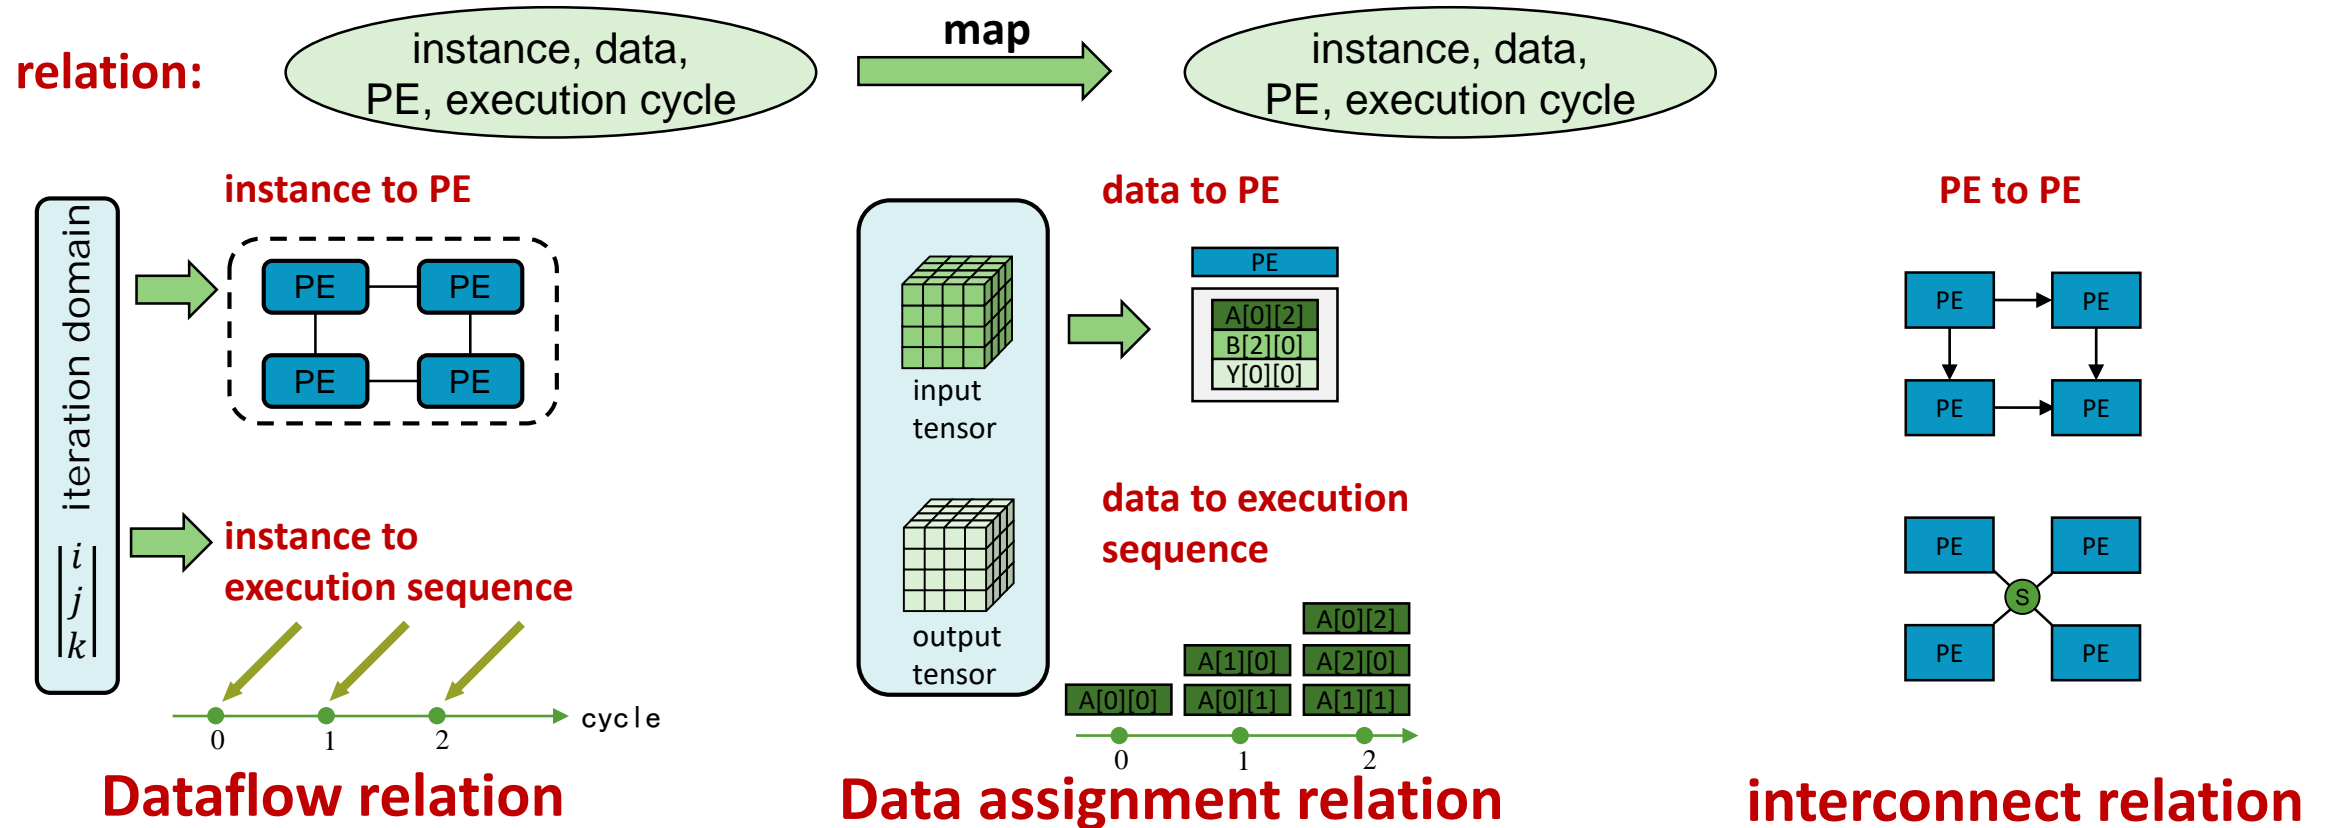 relation:
instance, data,
PE, execution cycle
map
instance, data,
PE, execution cycle
iteration domain
i
j
k
instance to PE
PE
PE
PE
PE
instance to
execution sequence
cycle
0
1
2
Dataflow relation
input
tensor
output
tensor
data to PE
PE
A[0][2]
B[2][0]
Y[0][0]
data to execution
sequence
A[0][2]
A[1][0]
A[2][0]
A[0][0]
A[0][1]
A[1][1]
0
1
2
Data assignment relation
PE to PE
PE
PE
PE
PE
PE
PE
S
PE
PE
interconnect relation